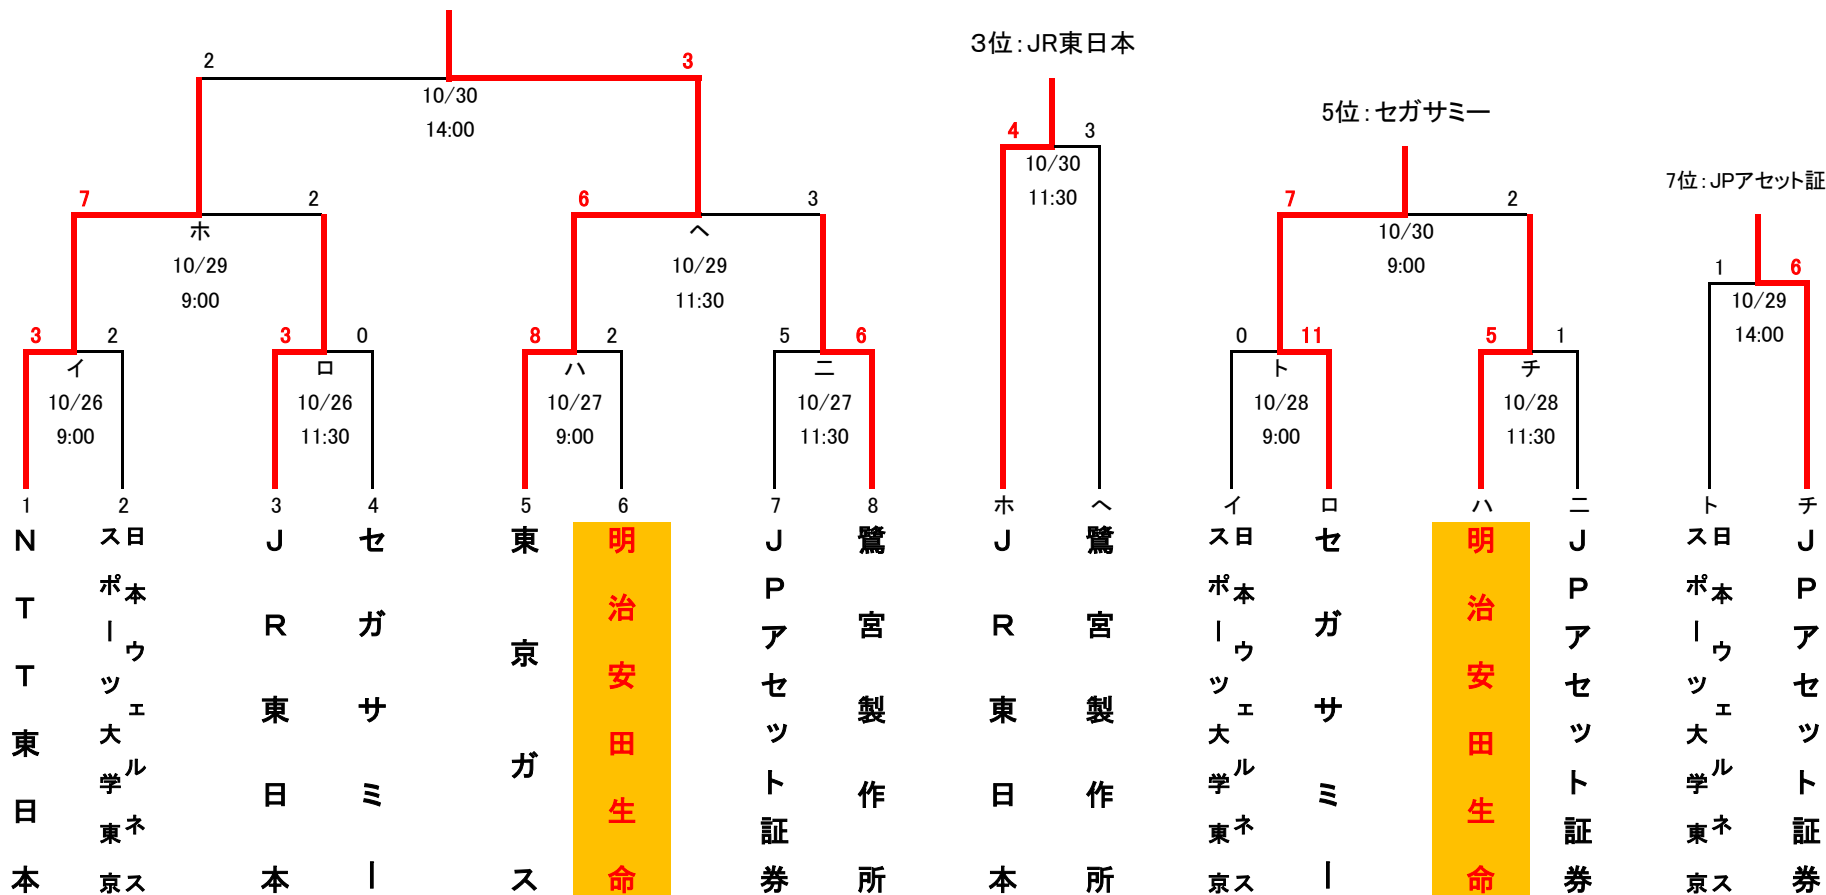 3位：JR東日本
2
3
10/30
14:00
5位：セガサミー
4
3
10/30
11:30
7位：JPアセット証
7
2
ホ
10/29
9:00
6
3
ヘ
10/29
11:30
7
2
10/30
9:00
1
6
10/29
14:00
3
2
イ
10/26
9:00
3
0
ロ
10/26
11:30
8
2
ハ
10/27
9:00
5
6
ニ
10/27
11:30
0
11
ト
10/28
9:00
5
1
チ
10/28
11:30
1
2
3
4
5
6
7
8
ホ
ヘ
イ
ロ
ハ
ニ
ト
チ
NTT東日本
日本ウェルネス
スポーツ大学東京
JR東日本
セガサミー
東京ガス
明治安田生命
JPアセット証券
鷺宮製作所
JR東日本
鷺宮製作所
日本ウェルネス
スポーツ大学東京
セガサミー
明治安田生命
JPアセット証券
日本ウェルネス
スポーツ大学東京
JPアセット証券